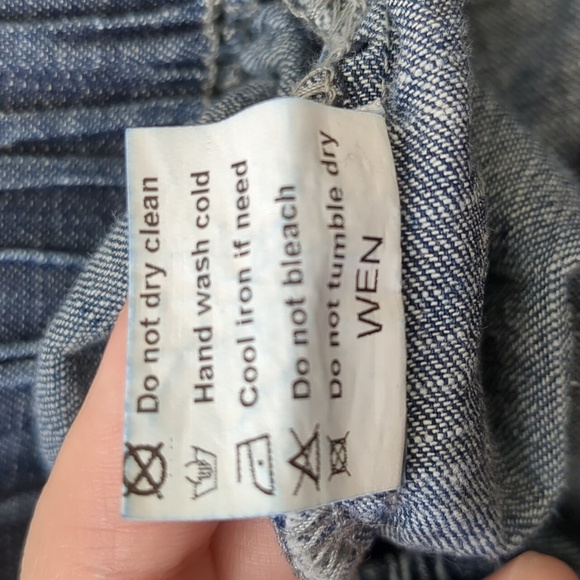 Do not dry clean
Hand wash cold
Cool iron if need
Do not bleach
Do not tumble dry
WEN